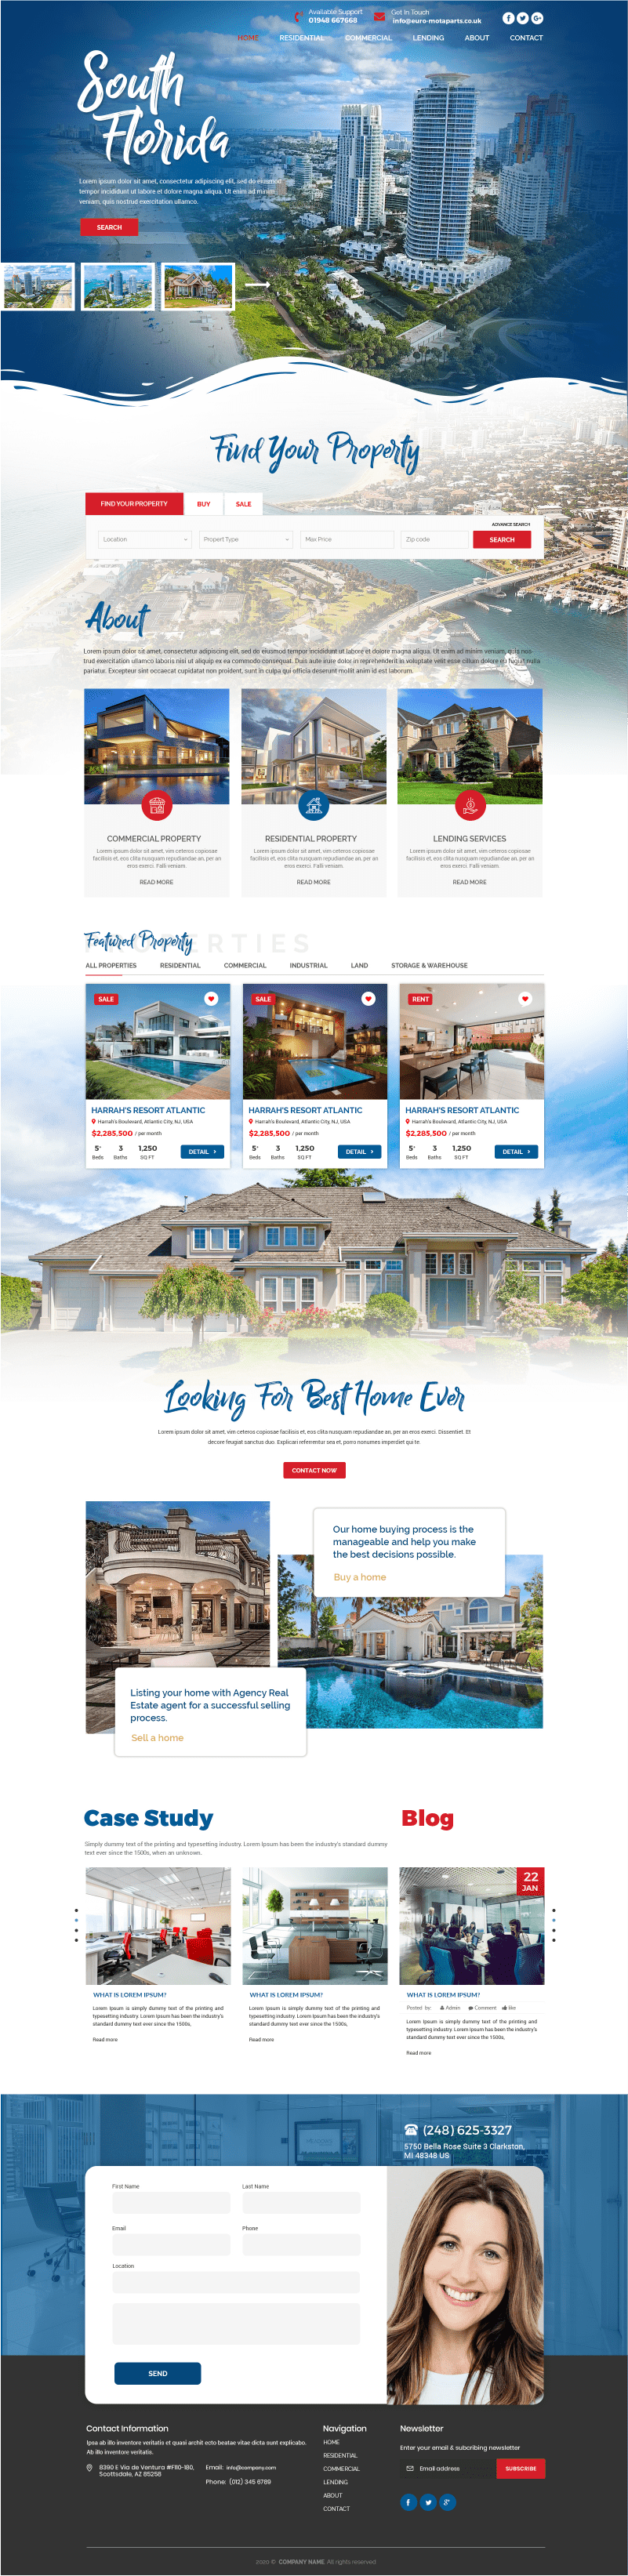 Available Support
01948 667668
Get In Touch
info@euro-motaparts.co.uk
HOME
RESIDENTIAL
COMMERCIAL
LENDING
ABOUT
CONTACT
South
Florida
Lorem ipsum dolor sit amet, consectetur adipiscing elit, sed do eiusmod
tempor incididunt ut labore et dolore magna aliqua. Ut enim ad minim
veniam, quis nostrud exercitation ullamco.
SEARCH
Find Your Property
FIND YOUR PROPERTY
BUY
SALE
ADVANCE SEARCH
Location
Propert Type
Max Price
Zip code
SEARCH
About
Lorem ipsum dolor sit amet, consectetur adipiscing elit, sed do eiusmod tempor incididunt ut labore et dolore magna aliqua. Ut enim ad minim veniam, quis nos-
trud exercitation ullamco laboris nisi ut aliquip ex ea commodo consequat. Duis aute irure dolor in reprehenderit in voluptate velit esse cillum dolore eu fugiat nulla
pariatur. Excepteur sint occaecat cupidatat non proident, sunt in culpa qui officia deserunt mollit anim id est laborum.
COMMERCIAL PROPERTY
Lorem ipsum dolor sit amet, vim ceteros copiosae
facilisis et, eos clita nusquam repudiandae an, per an
eros exerci. Falli veniam.
READ MORE
RESIDENTIAL PROPERTY
Lorem ipsum dolor sit amet, vim ceteros copiosae
facilisis et, eos clita nusquam repudiandae an, per an
eros exerci. Falli veniam.
READ MORE
LENDING SERVICES
Lorem ipsum dolor sit amet, vim ceteros copiosae
facilisis et, eos clita nusquam repudiandae an, per an
eros exerci. Falli veniam.
READ MORE
Featured Property
ERTIES
ALL PROPERTIES
RESIDENTIAL
COMMERCIAL
INDUSTRIAL
LAND
STORAGE & WAREHOUSE
SALE
HARRAH'S RESORT ATLANTIC
Harrah's Boulevard, Atlantic City, NJ, USA
$2,285,500 / per month
5+ 3 1,250
Beds Baths SQ FT
DETAIL >
SALE
HARRAH'S RESORT ATLANTIC
Harrah's Boulevard, Atlantic City, NJ, USA
$2,285,500 / per month
5+ 3 1,250
Beds Baths SQ FT
DETAIL >
RENT
HARRAH'S RESORT ATLANTIC
Harrah's Boulevard, Atlantic City, NJ, USA
$2,285,500 / per month
5+ 3 1,250
Beds Baths SQ FT
DETAIL >
Looking For Best Home Ever
Lorem ipsum dolor sit amet, vim ceteros copiosae facilisis et, eos clita nusquam repudiandae an, per an eros exerci. Dissentiet. Et
decore feugiat sanctus duo. Explicari referrentur sea et, porro nonumes imperdiet qui te.
CONTACT NOW
Our home buying process is the
manageable and help you make
the best decisions possible.
Buy a home
Listing your home with Agency Real
Estate agent for a successful selling
process.
Sell a home
Case Study
Simply dummy text of the printing and typesetting industry. Lorem Ipsum has been the industry's standard dummy
text ever since the 1500s, when an unknown.
Blog
WHAT IS LOREM IPSUM?
Lorem Ipsum is simply dummy text of the printing and
typesetting industry. Lorem Ipsum has been the industry's
standard dummy text ever since the 1500s,
Read more
WHAT IS LOREM IPSUM?
Lorem Ipsum is simply dummy text of the printing and
typesetting industry. Lorem Ipsum has been the industry's
standard dummy text ever since the 1500s,
Read more
22
JAN
WHAT IS LOREM IPSUM?
Posted by: Admin Comment like
Lorem Ipsum is simply dummy text of the printing and
typesetting industry. Lorem Ipsum has been the industry's
standard dummy text ever since the 1500s,
Read more
(248) 625-3327
5750 Bella Rose Suite 3 Clarkston,
MI 48348 US
First Name
Last Name
Email
Phone
Location
SEND
Contact Information
Ipsa ab illo inventore veritatis et quasi archit ecto beatae vitae dicta sunt explicabo.
Ab illo inventore veritatis.
8390 E Via de Ventura #F110-180,
Scottsdale, AZ 85258
Email: info@company.com
Phone: (012) 345 6789
Navigation
HOME
RESIDENTIAL
COMMERCIAL
LENDING
ABOUT
CONTACT
Newsletter
Enter your email & subcribing newsletter
Email address
SUBSCRIBE
2020 © COMPANY NAME. All rights reserved